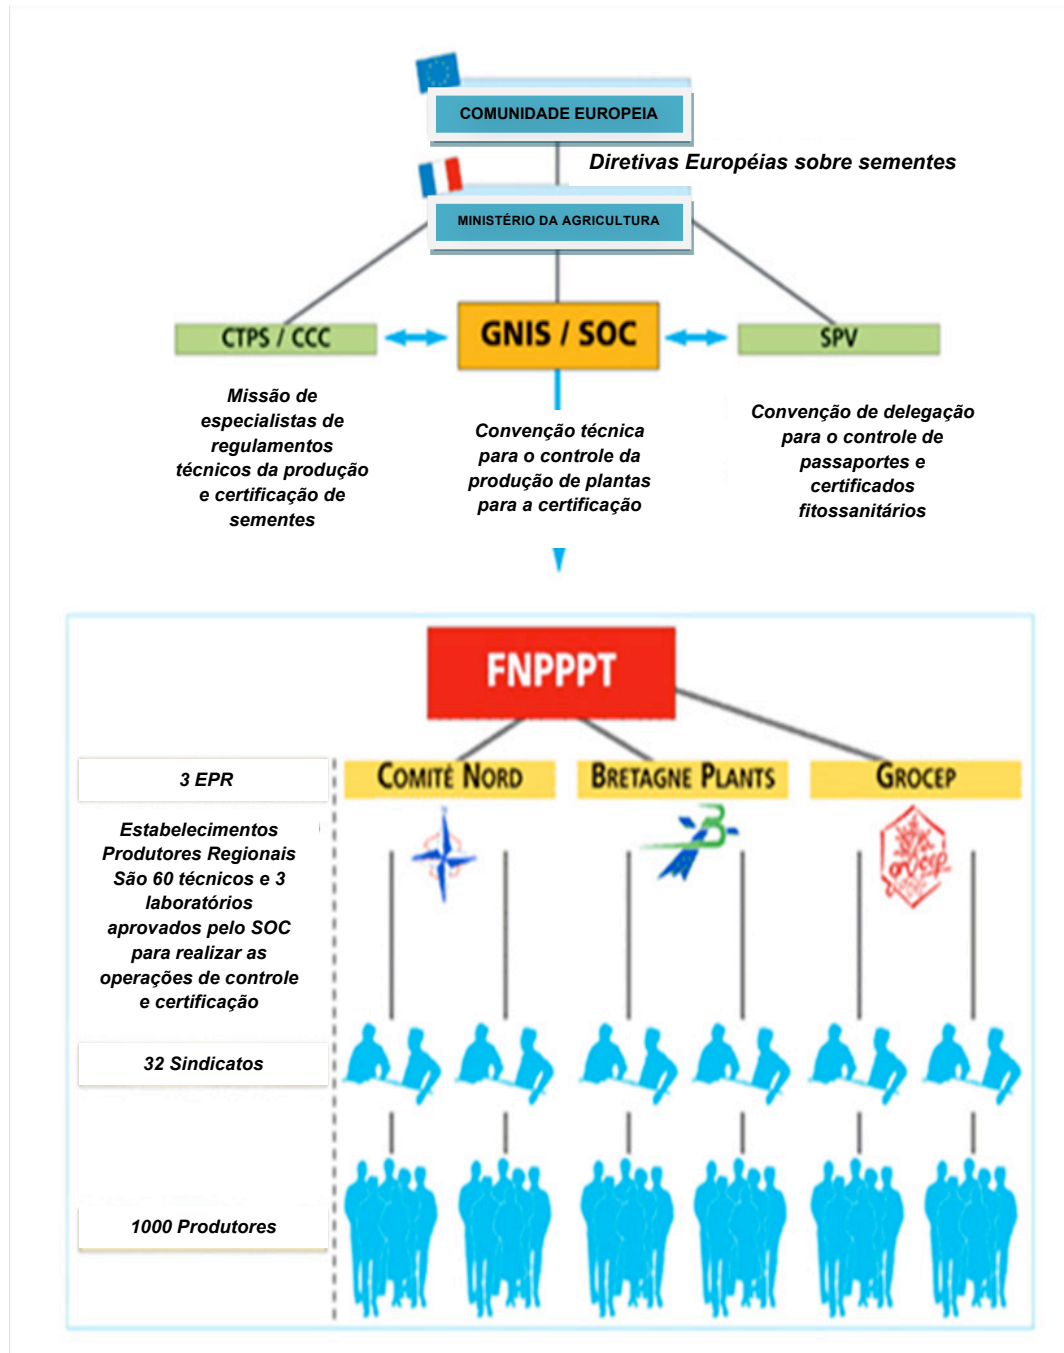 COMUNIDADE EUROPEIA
Diretivas Européias sobre sementes
MINISTÉRIO DA AGRICULTURA
CTPS / CCC
GNIS / SOC
SPV
Missão de
especialistas de
regulamentos
técnicos da produção
e certificação de
sementes
Convenção técnica
para o controle da
produção de plantas
para a certificação
Convenção de delegação
para o controle de
passaportes e
certificados
fitossanitários
FNPPPT
3 EPR
COMITÉ NORD
BRETAGNE PLANTS
GROCEP
Estabelecimentos
Produtores Regionais
São 60 técnicos e 3
laboratórios
aprovados pelo SOC
para realizar as
operações de controle
e certificação
B
32 Sindicatos
1000 Produtores